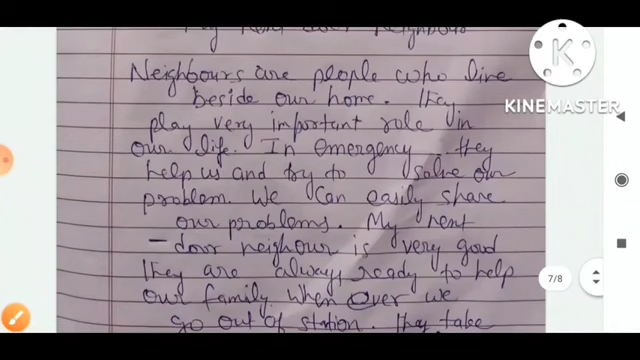 Neighbours are people who live
beside our home. They
play very important role in
our life. In emergency they
help us and try to solve our
problem. We can easily share
our problems. My next
- door neighour is very good
They are always ready to help
our family. When over we
go out of station. They take
KINEMASTER
7/8